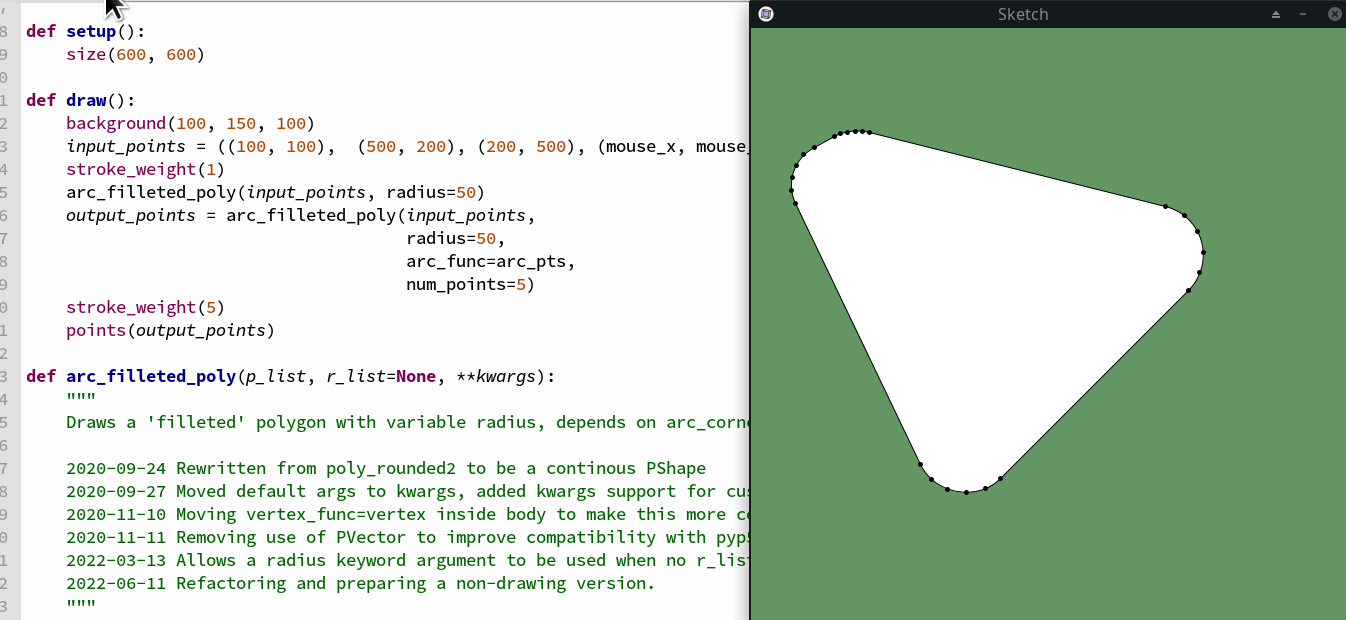 8 def setup():
9 size(600, 600)
0
1 def draw():
2 background(100, 150, 100)
3 input_points = ((100, 100),  (500, 200), (200, 500), (mouse_x, mouse_
4 stroke_weight(1)
5 arc_filleted_poly(input_points, radius=50)
6 output_points = arc_filleted_poly(input_points,
7 radius=50,
8 arc_func=arc_pts,
9 num_points=5)
0 stroke_weight(5)
1 points(output_points)
2
3 def arc_filleted_poly(p_list, r_list=None, **kwargs):
4 """
5 Draws a 'filleted' polygon with variable radius, depends on arc_corn
6
7 2020-09-24 Rewritten from poly_rounded2 to be a continous PShape
8 2020-09-27 Moved default args to kwargs, added kwargs support for cus
9 2020-11-10 Moving vertex_func=vertex inside body to make this more c
0 2020-11-11 Removing use of PVector to improve compatibility with pyp5
1 2022-03-13 Allows a radius keyword argument to be used when no r_lis
2 2022-06-11 Refactoring and preparing a non-drawing version.
3 """
Sketch